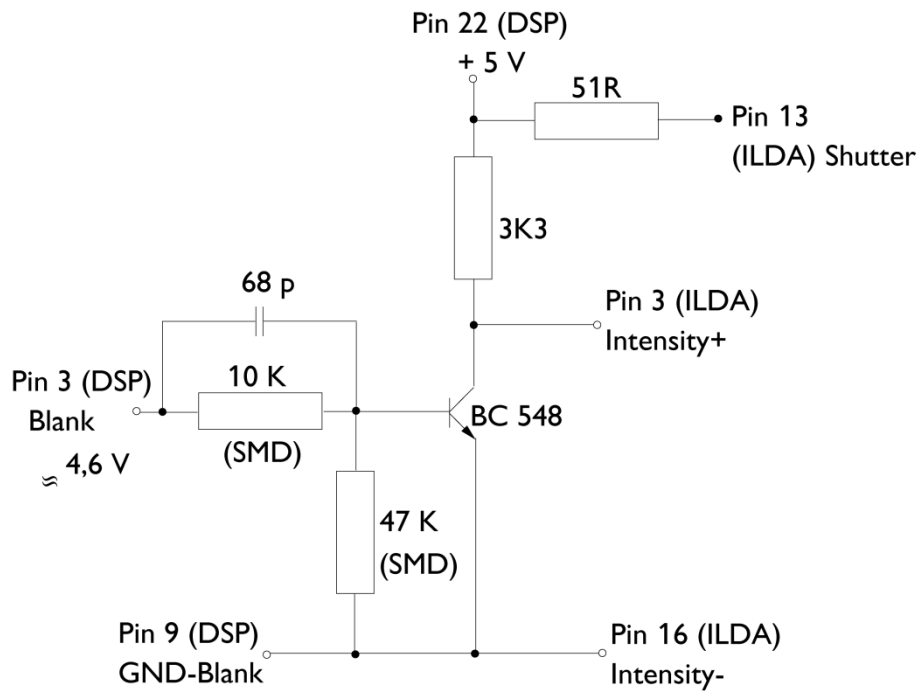 Pin 22 (DSP)
+ 5 V
51R
Pin 13
(ILDA) Shutter
3K3
68 p
Pin 3 (ILDA)
Intensity+
Pin 3 (DSP)
Blank
≈ 4,6 V
10 K
(SMD)
BC 548
47 K
(SMD)
Pin 9 (DSP)
GND-Blank
Pin 16 (ILDA)
Intensity-